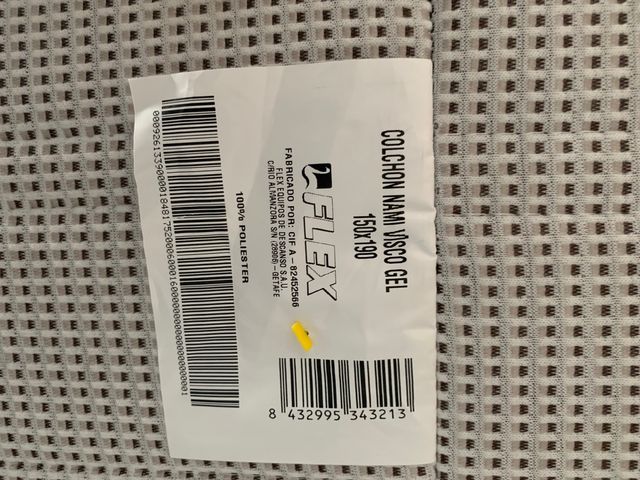 COLCHON NAMI VISCO GEL
150x190
FLEX
FABRICADO POR: CIF A-82452566
FLEX EQUIPOS DE DESCANSO S.A.U.
C/RIO ALMANZORA S/N (28906)-GETAFE
100% POLIESTER
8 432995 343213